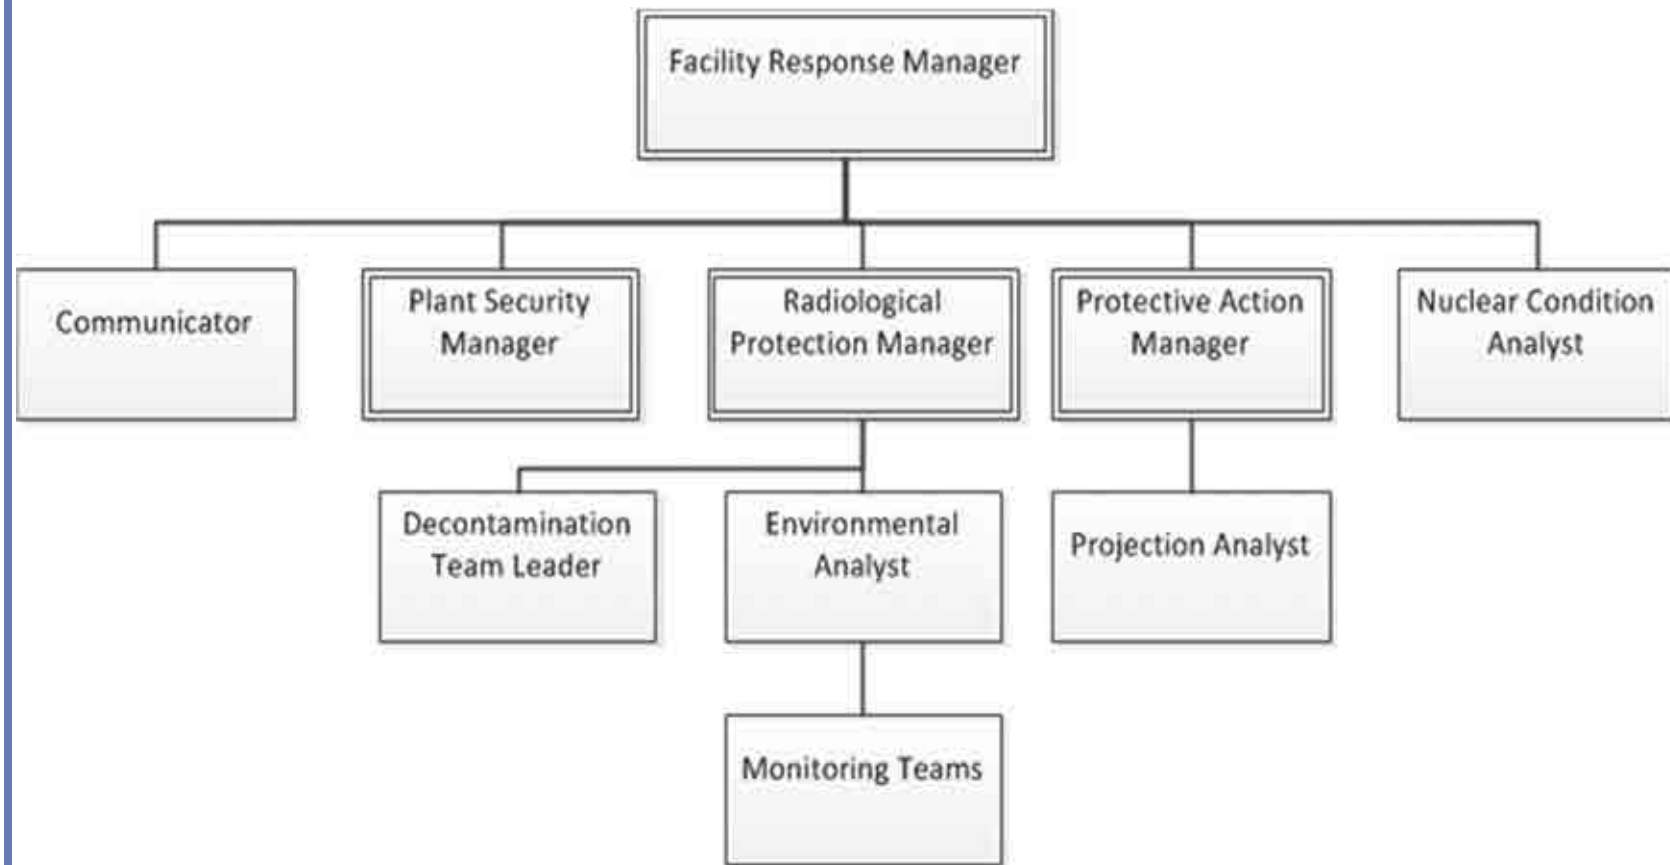 Facility Response Manager
Communicator
Plant Security
Manager
Radiological
Protection Manager
Protective Action
Manager
Nuclear Condition
Analyst
Decontamination
Team Leader
Environmental
Analyst
Projection Analyst
Monitoring Teams